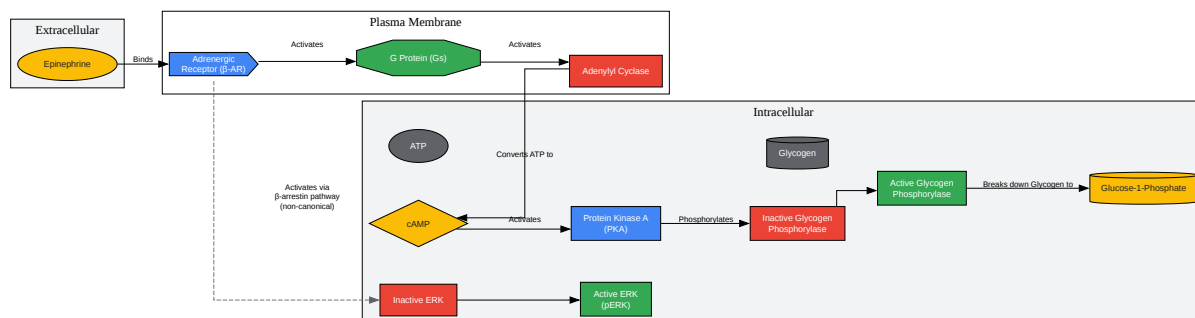 Extracellular
Epinephrine
Binds
Plasma Membrane
Adrenergic
Receptor (β-AR)
Activates
G Protein (Gs)
Activates
Adenylyl Cyclase
Intracellular
ATP
Converts ATP to
Glycogen
Activates via
β-arrestin pathway
(non-canonical)
cAMP
Activates
Protein Kinase A
(PKA)
Phosphorylates
Inactive Glycogen
Phosphorylase
Active Glycogen
Phosphorylase
Breaks down Glycogen to
Glucose-1-Phosphate
Inactive ERK
Active ERK
(pERK)